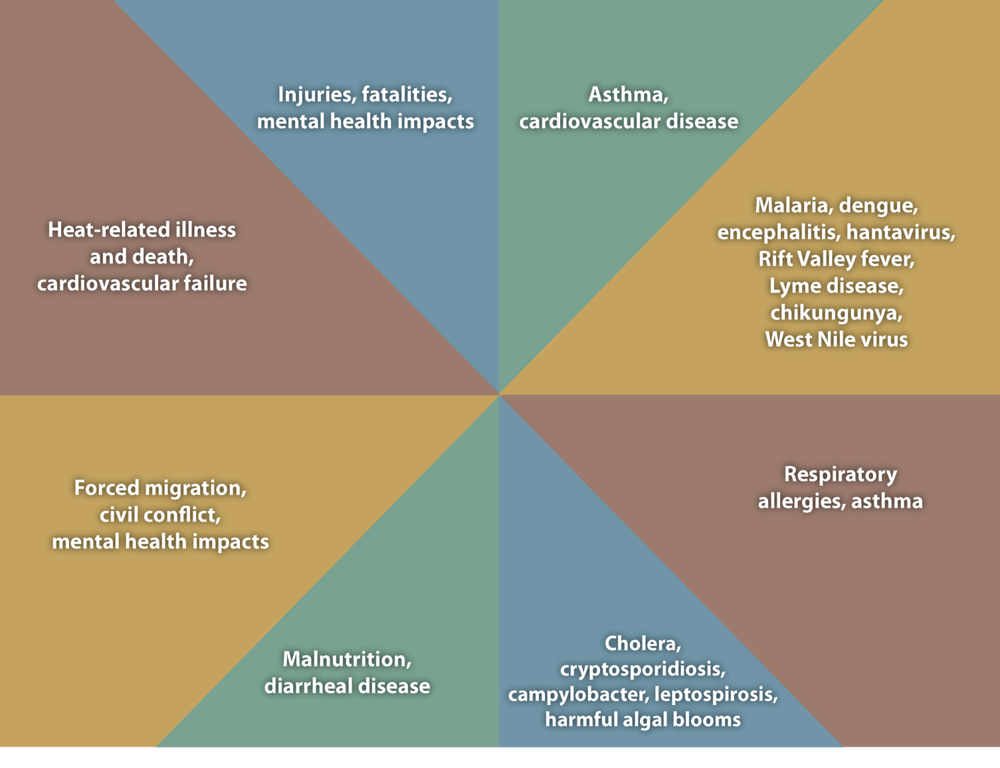 Injuries, fatalities,
mental health impacts
Asthma,
cardiovascular disease
Heat-related illness
and death,
cardiovascular failure
Malaria, dengue,
encephalitis, hantavirus,
Rift Valley fever,
Lyme disease,
chikungunya,
West Nile virus
Forced migration,
civil conflict,
mental health impacts
Respiratory
allergies, asthma
Malnutrition,
diarrheal disease
Cholera,
cryptosporidiosis,
campylobacter, leptospirosis,
harmful algal blooms